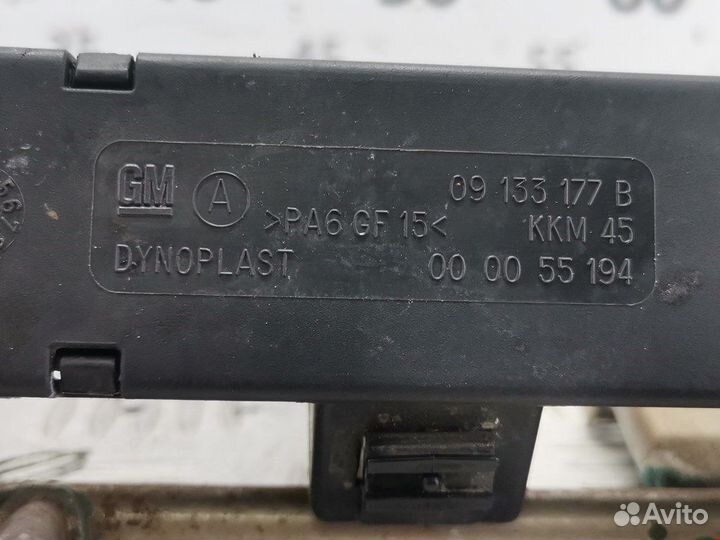 GM A >PA6 GF 15< 09 133 177 B
KKM 45
DYNOPLAST 00 00 55 194
Avito